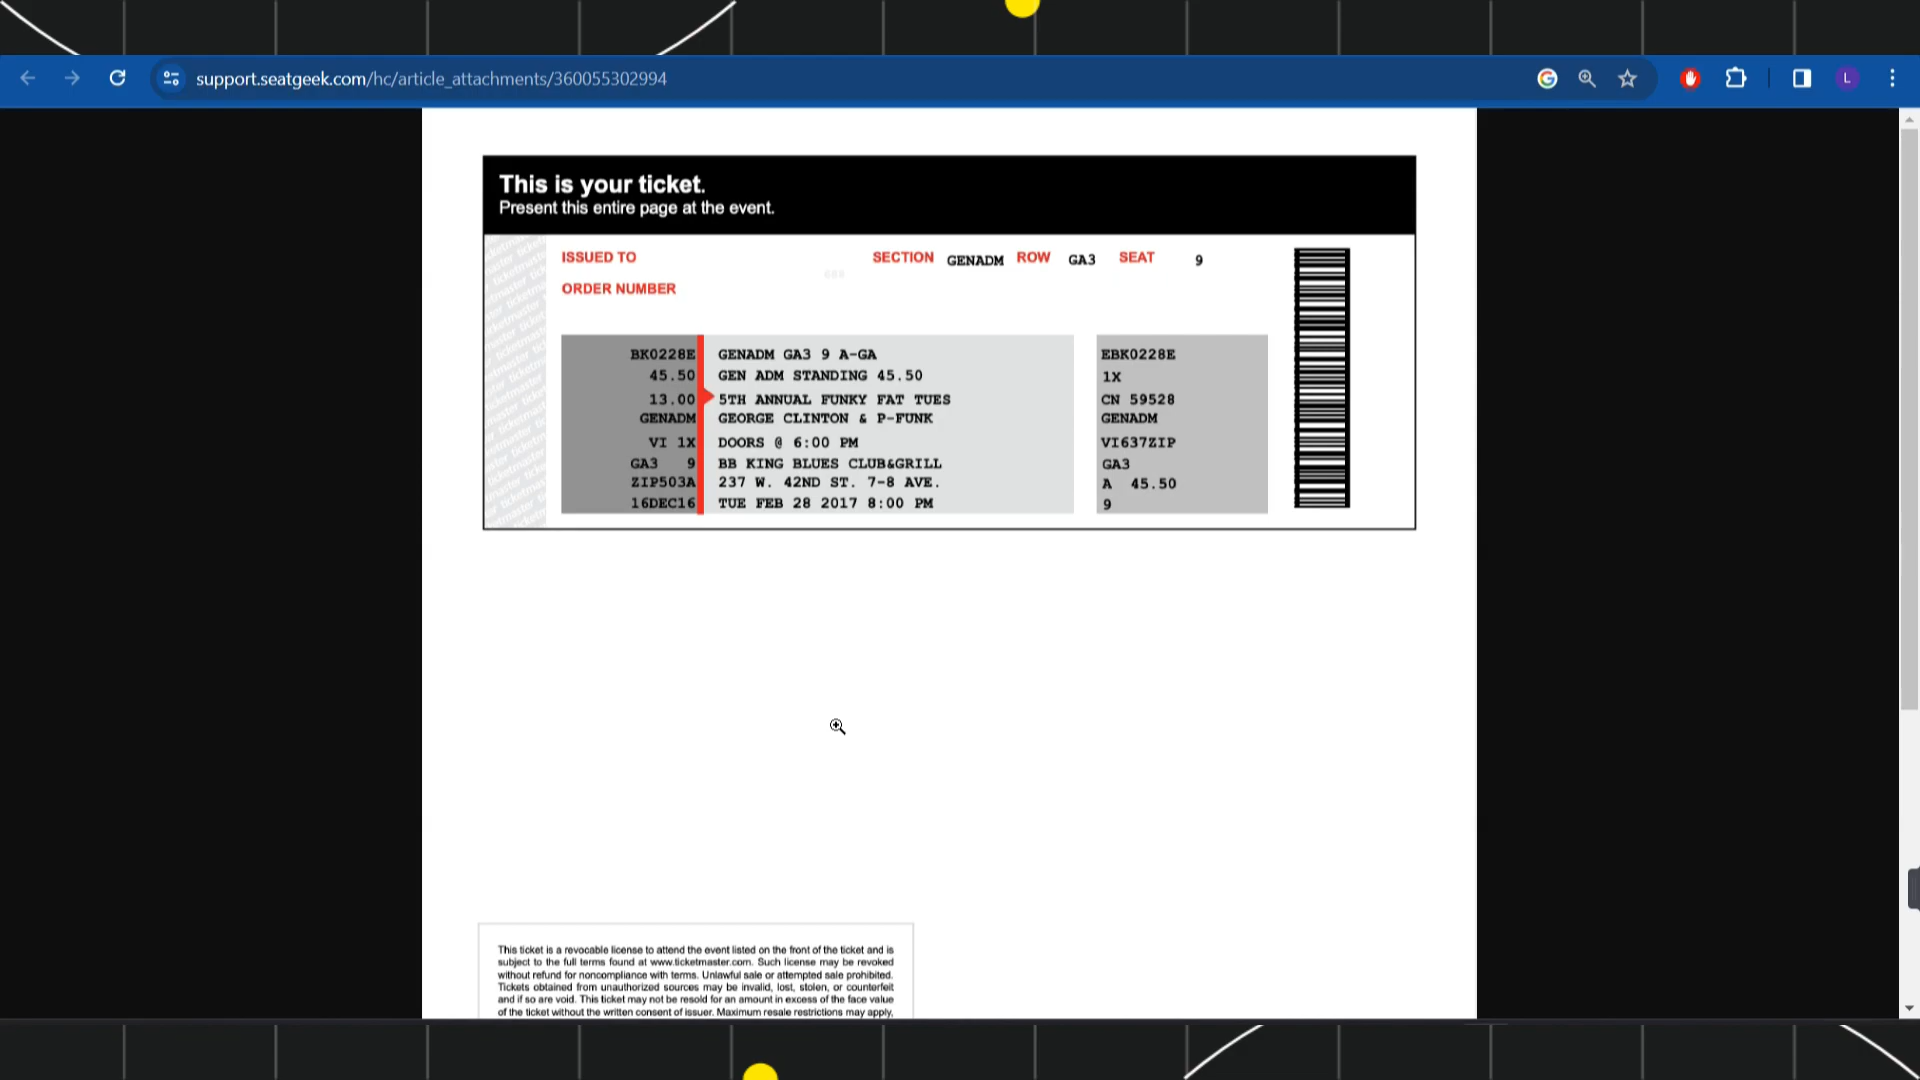 support.seatgeek.com/hc/article_attachments/360055302994
L
This is your ticket.
Present this entire page at the event.
ISSUED TO
SECTION GENADM ROW GA3 SEAT 9
ORDER NUMBER
BK0228E
45.50
13.00
GENADM
VI 1X
GA3 9
ZIP503A
16DEC16
GENADM GA3 9 A-GA
GEN ADM STANDING 45.50
5TH ANNUAL FUNKY FAT TUES
GEORGE CLINTON & P-FUNK
DOORS @ 6:00 PM
BB KING BLUES CLUB&GRILL
237 W. 42ND ST. 7-8 AVE.
TUE FEB 28 2017 8:00 PM
EBK0228E
1X
CN 59528
GENADM
VI637ZIP
GA3
A 45.50
9
This ticket is a revocable license to attend the event listed on the front of the ticket and is
subject to the full terms found at www.ticketmaster.com. Such license may be revoked
without refund for noncompliance with terms. Unlawful sale or attempted sale prohibited.
Tickets obtained from unauthorized sources may be invalid, lost, stolen, or counterfeit
and if so are void. This ticket may not be resold for an amount in excess of the face value
of the ticket without the written consent of issuer. Maximum resale restrictions may apply,